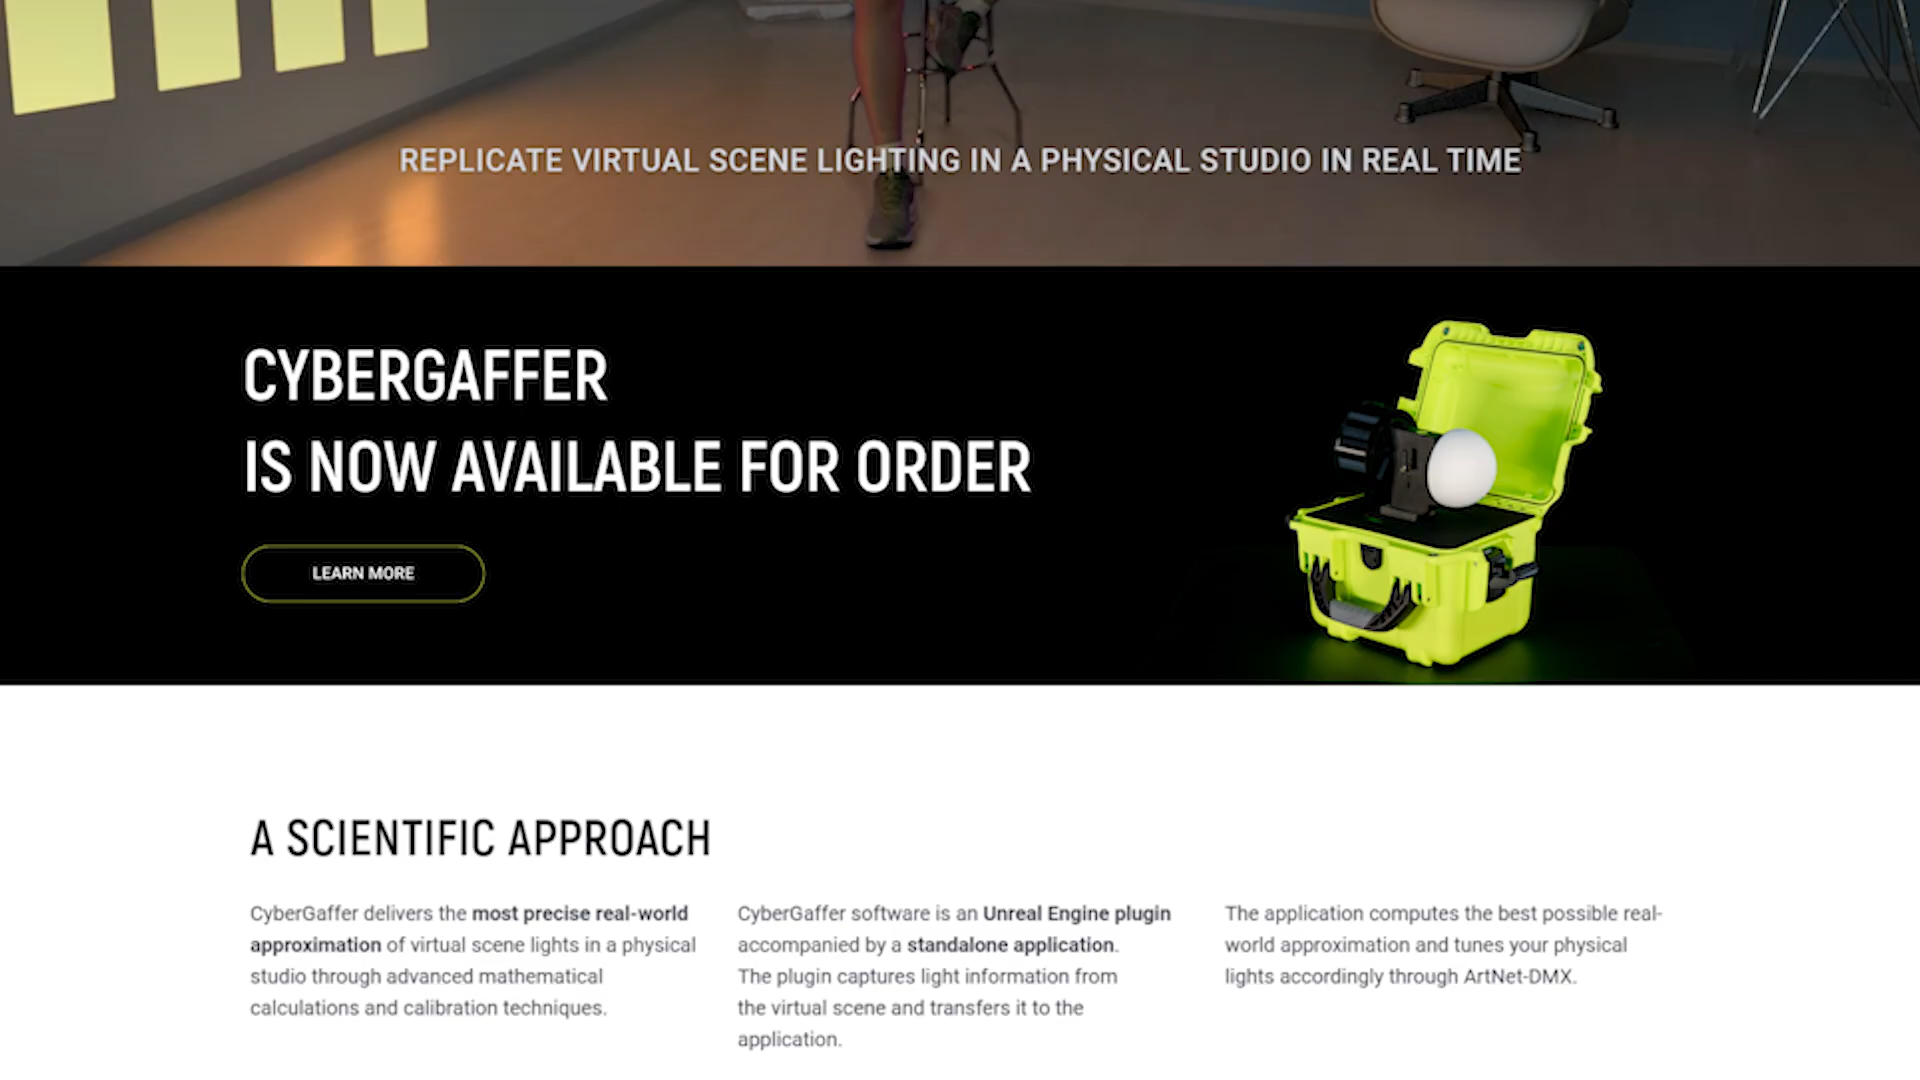 REPLICATE VIRTUAL SCENE LIGHTING IN A PHYSICAL STUDIO IN REAL TIME
CYBERGAFFER
IS NOW AVAILABLE FOR ORDER
LEARN MORE
A SCIENTIFIC APPROACH
CyberGaffer delivers the most precise real-world
approximation of virtual scene lights in a physical
studio through advanced mathematical
calculations and calibration techniques.
CyberGaffer software is an Unreal Engine plugin
accompanied by a standalone application.
The plugin captures light information from
the virtual scene and transfers it to the
application.
The application computes the best possible real-
world approximation and tunes your physical
lights accordingly through ArtNet-DMX.